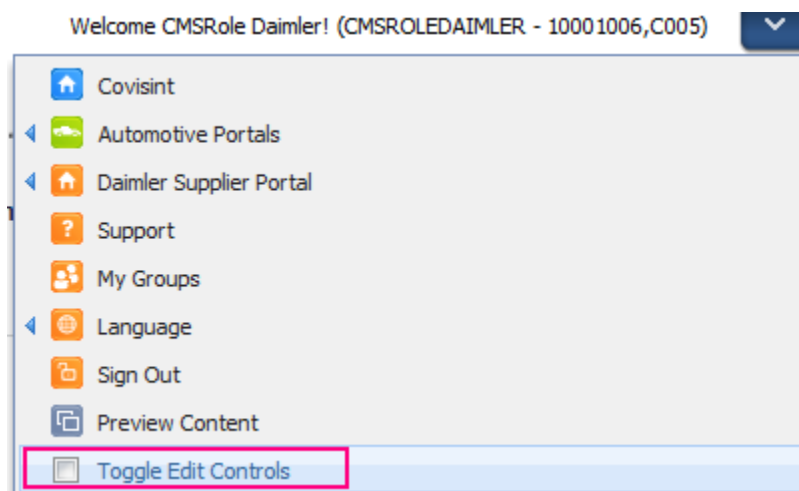 Welcome CMSRole Daimler! (CMSROLEDAIMLER - 10001006,C005)
Covisint
Automotive Portals
Daimler Supplier Portal
Support
My Groups
Language
Sign Out
Preview Content
Toggle Edit Controls